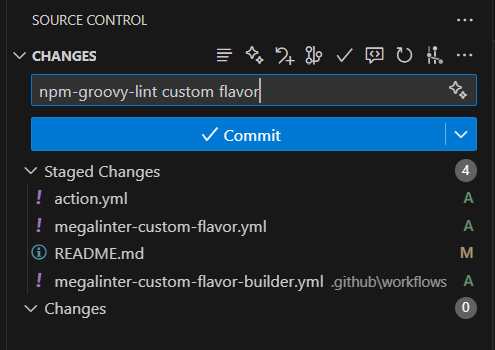 SOURCE CONTROL
CHANGES
npm-groovy-lint custom flavor
Commit
Staged Changes 4
action.yml A
megalinter-custom-flavor.yml A
README.md M
megalinter-custom-flavor-builder.yml .github\workflows A
Changes 0